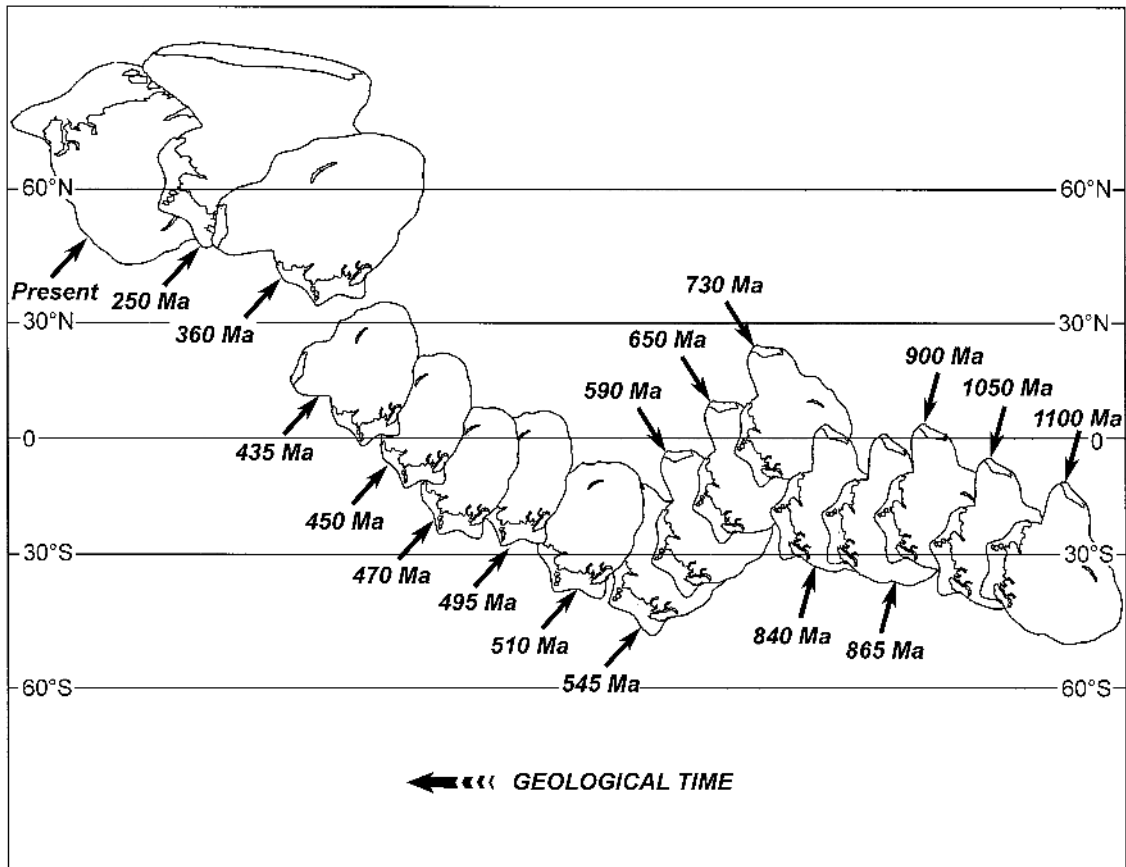 60°N
60°N
Present
250 Ma
730 Ma
360 Ma
30°N
30°N
650 Ma
900 Ma
590 Ma
1050 Ma
1100 Ma
435 Ma
0
0
450 Ma
30°S
30°S
470 Ma
495 Ma
510 Ma
840 Ma
865 Ma
545 Ma
60°S
60°S
GEOLOGICAL TIME